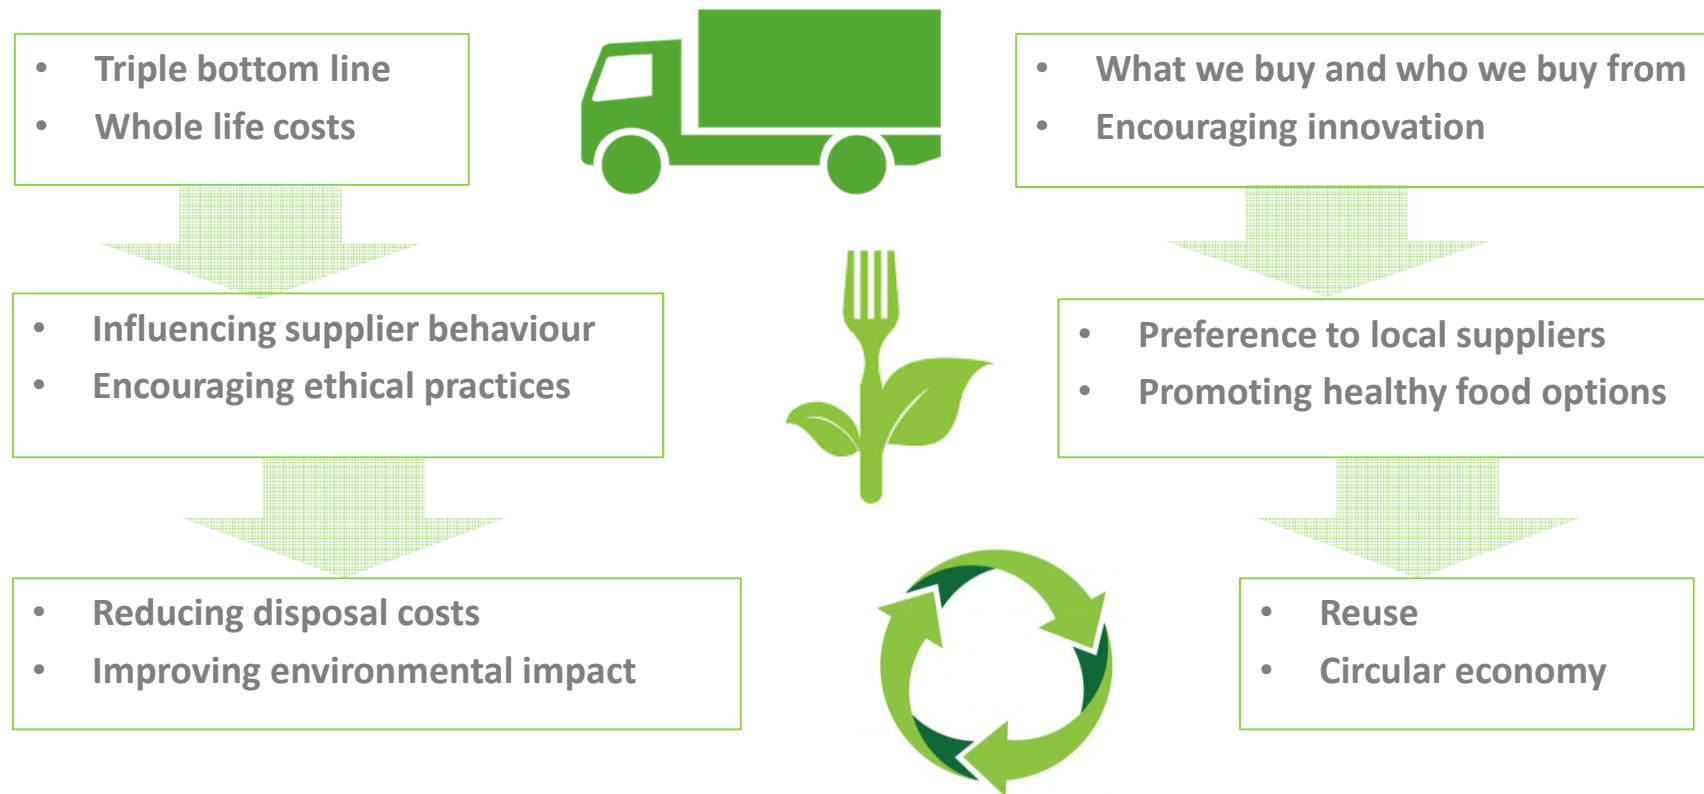 • Triple bottom line
• Whole life costs
• What we buy and who we buy from
• Encouraging innovation
• Influencing supplier behaviour
• Encouraging ethical practices
• Preference to local suppliers
• Promoting healthy food options
• Reducing disposal costs
• Improving environmental impact
• Reuse
• Circular economy